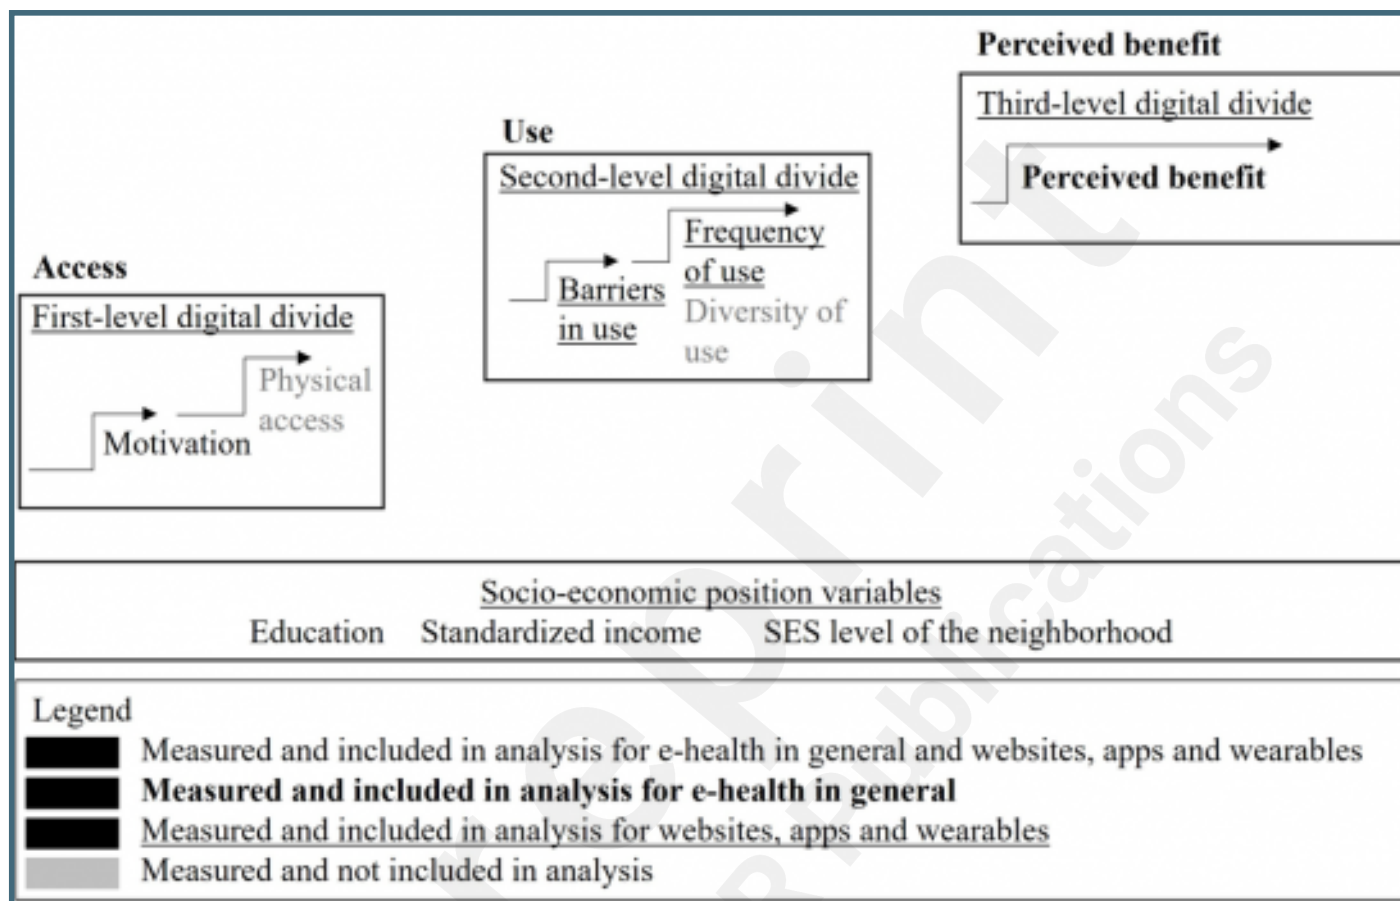 Perceived benefit
Third-level digital divide
Perceived benefit
Use
Second-level digital divide
Frequency
of use
Barriers
in use
Diversity of
use
Access
First-level digital divide
Physical
access
Motivation
Socio-economic position variables
Education Standardized income SES level of the neighborhood
Legend
Measured and included in analysis for e-health in general and websites, apps and wearables
Measured and included in analysis for e-health in general
Measured and included in analysis for websites, apps and wearables
Measured and not included in analysis
reprint
R Publications